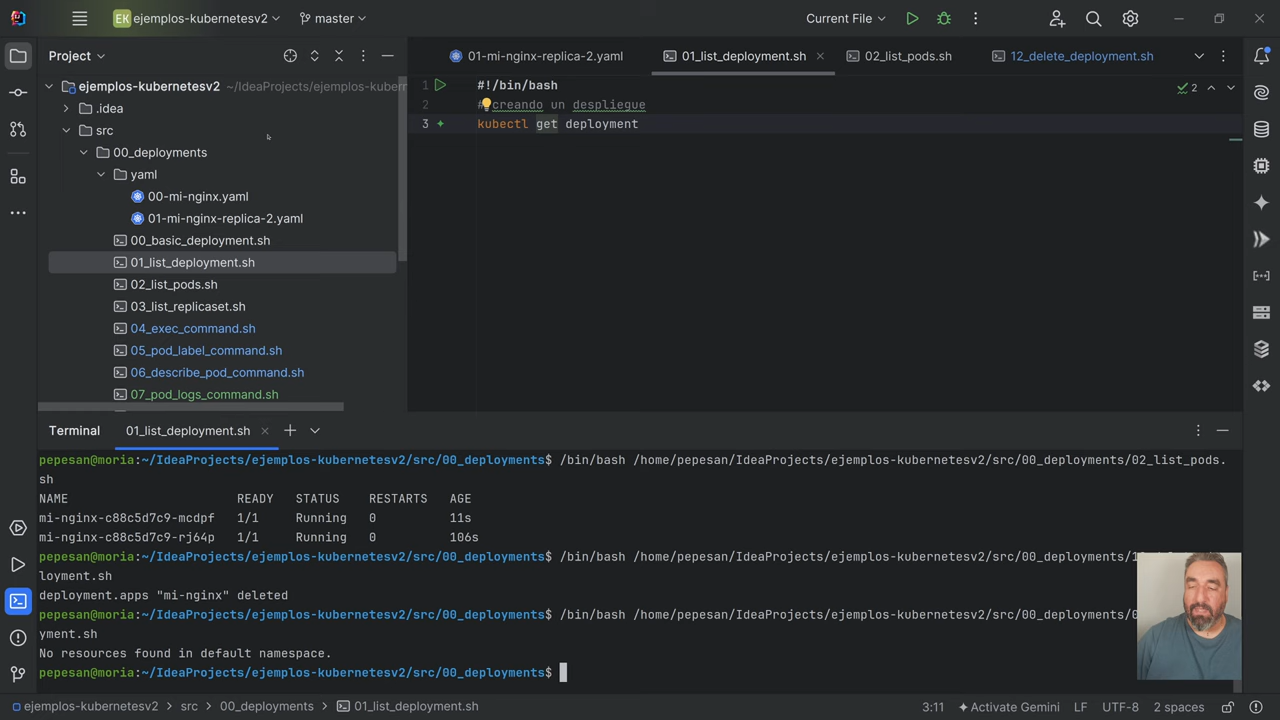 EK ejemplos-kubernetesv2 master Current File
Project
01-mi-nginx-replica-2.yaml 01_list_deployment.sh 02_list_pods.sh 12_delete_deployment.sh
ejemplos-kubernetesv2 ~/IdeaProjects/ejemplos-kubern
.idea
src
00_deployments
yaml
00-mi-nginx.yaml
01-mi-nginx-replica-2.yaml
00_basic_deployment.sh
01_list_deployment.sh
02_list_pods.sh
03_list_replicaset.sh
04_exec_command.sh
05_pod_label_command.sh
06_describe_pod_command.sh
07_pod_logs_command.sh
1 #!/bin/bash
2 #creando un despliegue
3 kubectl get deployment
2
Terminal 01_list_deployment.sh
pepesan@moria:~/IdeaProjects/ejemplos-kubernetesv2/src/00_deployments$ /bin/bash /home/pepesan/IdeaProjects/ejemplos-kubernetesv2/src/00_deployments/02_list_pods.
sh
NAME READY STATUS RESTARTS AGE
mi-nginx-c88c5d7c9-mcdpf 1/1 Running 0 11s
mi-nginx-c88c5d7c9-rj64p 1/1 Running 0 106s
pepesan@moria:~/IdeaProjects/ejemplos-kubernetesv2/src/00_deployments$ /bin/bash /home/pepesan/IdeaProjects/ejemplos-kubernetesv2/src/00_deployments/
loyment.sh
deployment.apps "mi-nginx" deleted
pepesan@moria:~/IdeaProjects/ejemplos-kubernetesv2/src/00_deployments$ /bin/bash /home/pepesan/IdeaProjects/ejemplos-kubernetesv2/src/00_deployments/
yment.sh
No resources found in default namespace.
pepesan@moria:~/IdeaProjects/ejemplos-kubernetesv2/src/00_deployments$
ejemplos-kubernetesv2 src 00_deployments 01_list_deployment.sh 3:11 Activate Gemini LF UTF-8 2 spaces